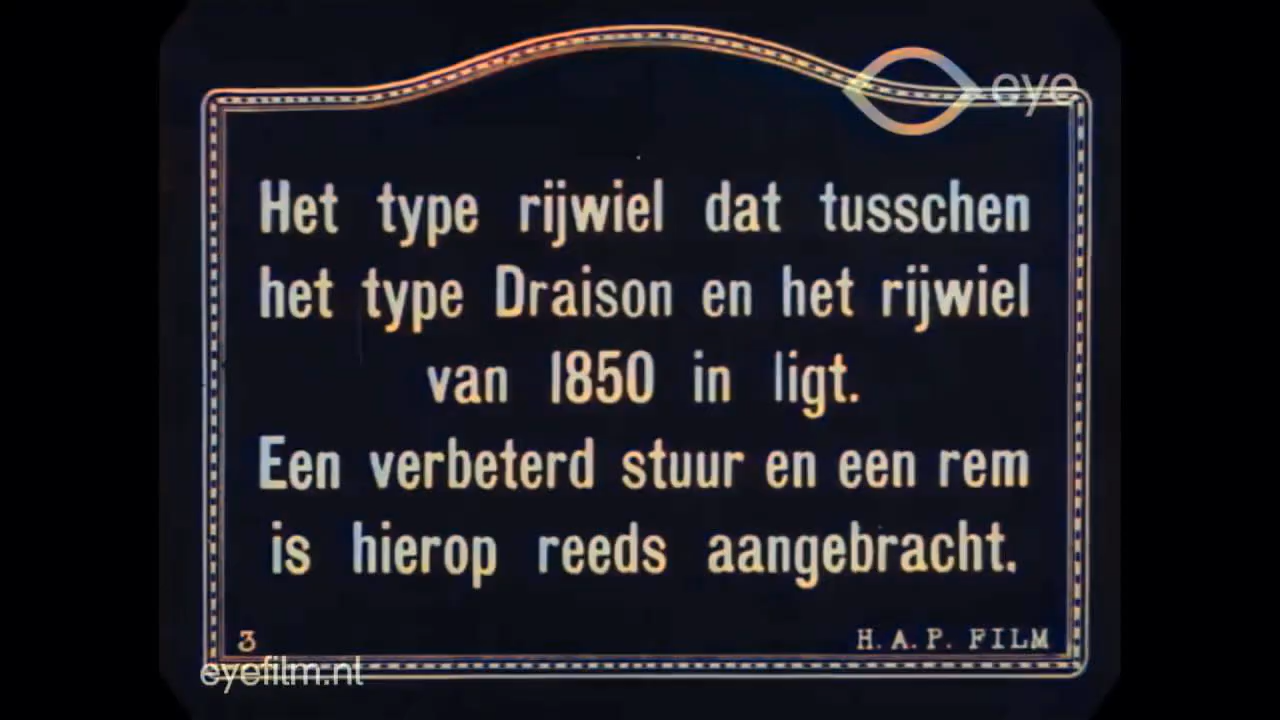 eye
Het type rijwiel dat tusschen
het type Draison en het rijwiel
van 1850 in ligt.
Een verbeterd stuur en een rem
is hierop reeds aangebracht.
3
H. A. P. FILM
eyefilm.nl